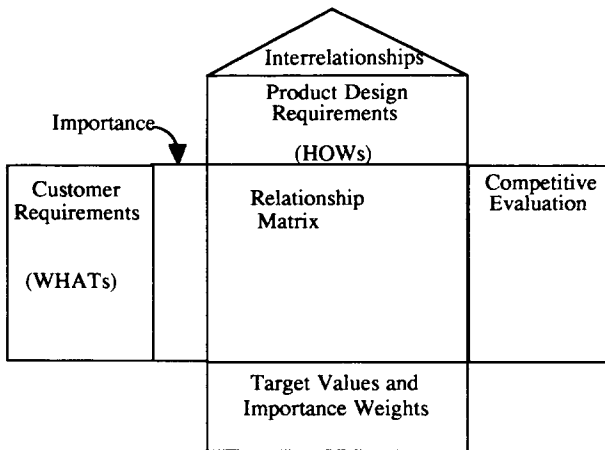 Interrelationships
Product Design
Requirements
(HOWs)
Importance
Customer
Requirements
(WHATs)
Relationship
Matrix
Competitive
Evaluation
Target Values and
Importance Weights